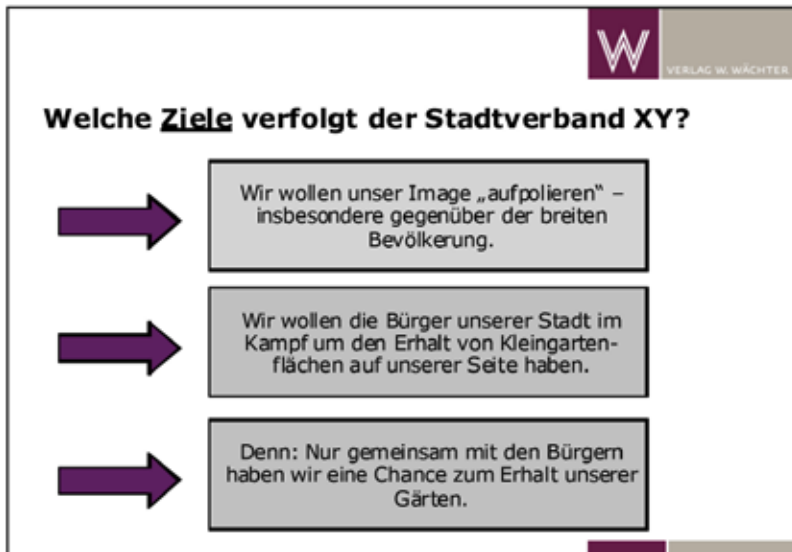 W
VERLAG W. WÄCHTER
Welche Ziele verfolgt der Stadtverband XY?
Wir wollen unser Image „aufpolieren“ –
insbesondere gegenüber der breiten
Bevölkerung.
Wir wollen die Bürger unserer Stadt im
Kampf um den Erhalt von Kleingarten-
flächen auf unserer Seite haben.
Denn: Nur gemeinsam mit den Bürgern
haben wir eine Chance zum Erhalt unserer
Gärten.